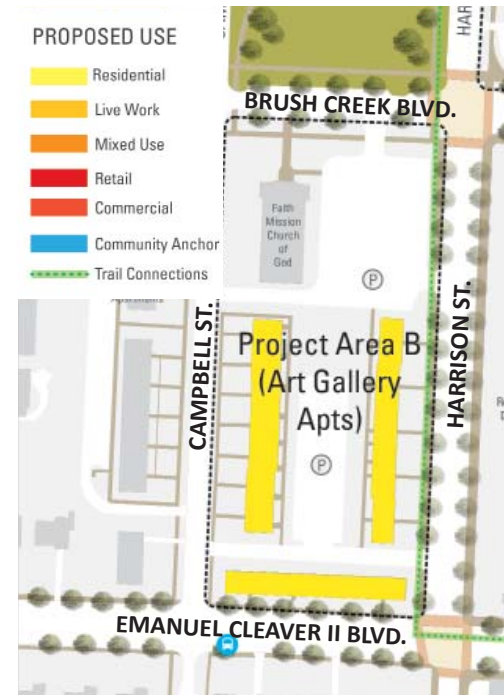 PROPOSED USE
Residential
Live Work
Mixed Use
Retail
Commercial
Community Anchor
Trail Connections
HAR
BRUSH CREEK BLVD.
Faith
Mission
Church
of
God
P
CAMPBELL ST.
HARRISON ST.
Project Area B
(Art Gallery
Apts)
P
EMANUEL CLEAVER II BLVD.